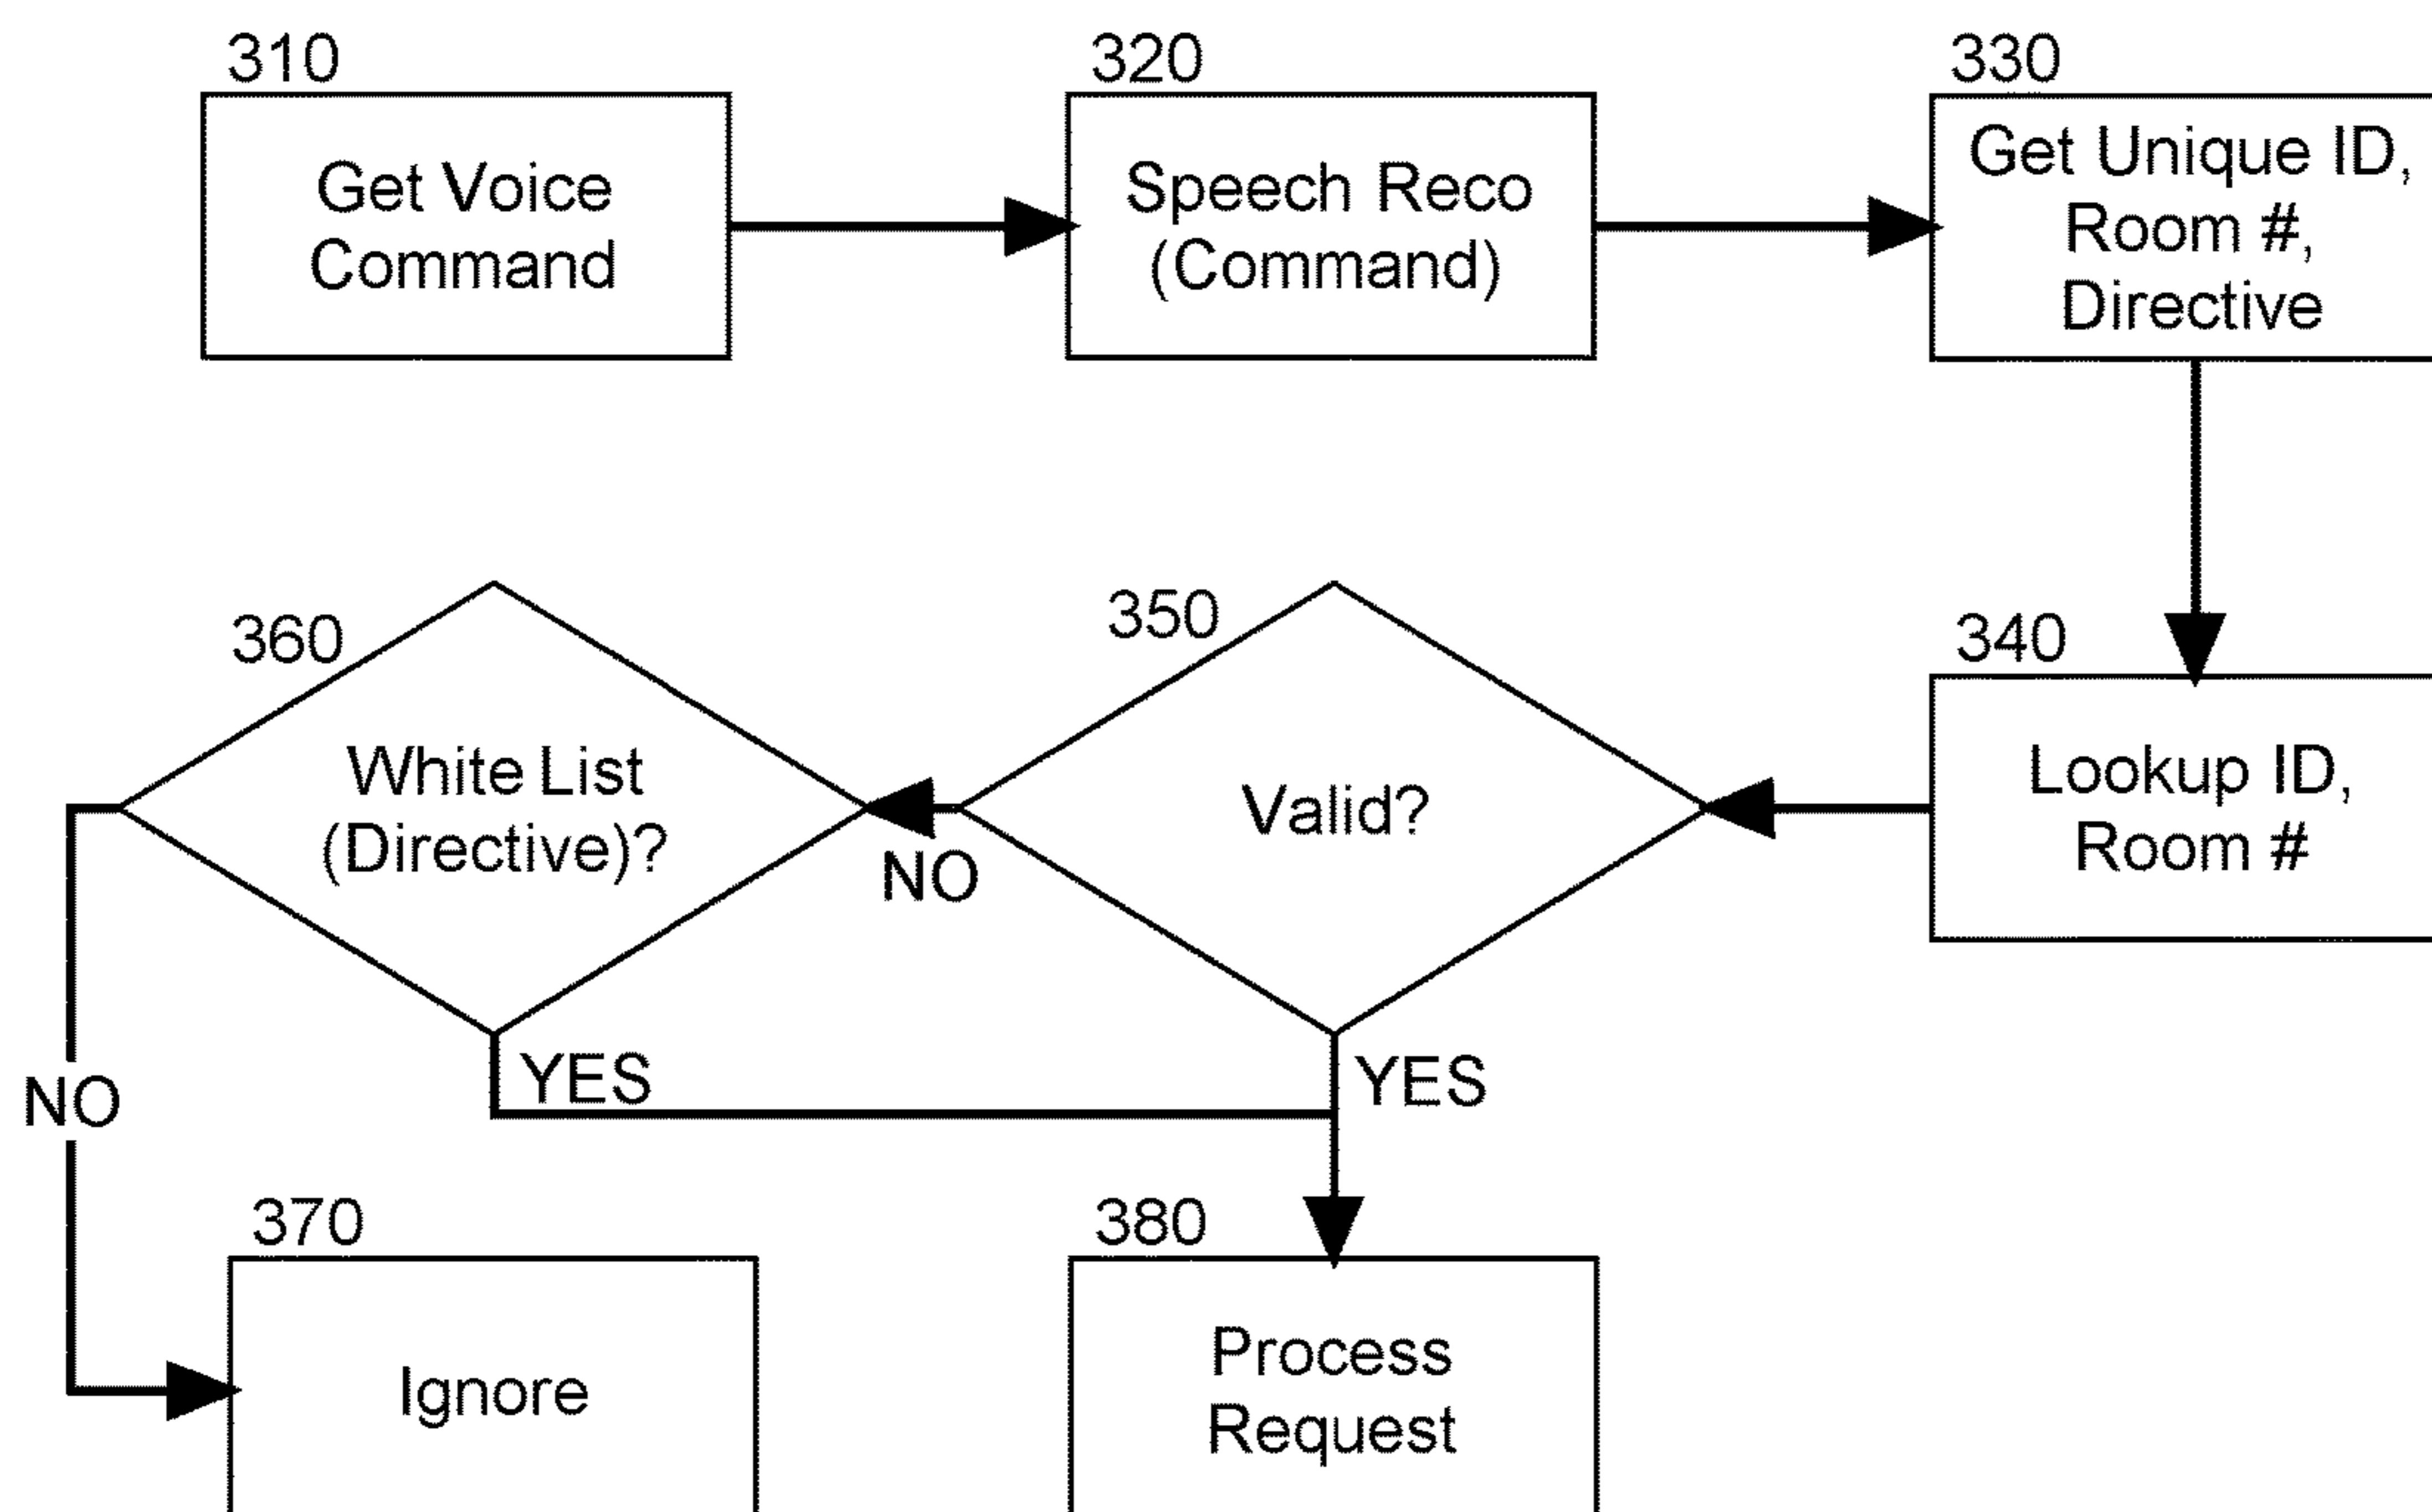 310
Get Voice
Command
320
Speech Reco
(Command)
330
Get Unique ID,
Room #,
Directive
340
Lookup ID,
Room #
350
Valid?
NO
YES
360
White List
(Directive)?
YES
NO
370
Ignore
380
Process
Request